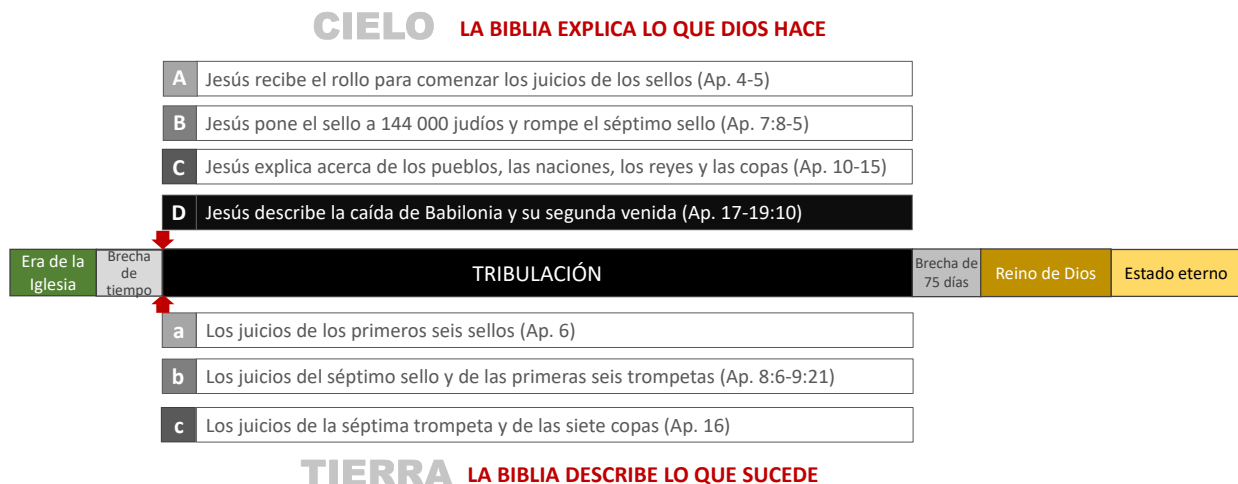 CIELO LA BIBLIA EXPLICA LO QUE DIOS HACE
A Jesús recibe el rollo para comenzar los juicios de los sellos (Ap. 4-5)
B Jesús pone el sello a 144 000 judíos y rompe el séptimo sello (Ap. 7:8-5)
C Jesús explica acerca de los pueblos, las naciones, los reyes y las copas (Ap. 10-15)
D Jesús describe la caída de Babilonia y su segunda venida (Ap. 17-19:10)
Era de la
Iglesia
Brecha
de
tiempo
TRIBULACIÓN
Brecha de
75 días
Reino de Dios
Estado eterno
a Los juicios de los primeros seis sellos (Ap. 6)
b Los juicios del séptimo sello y de las primeras seis trompetas (Ap. 8:6-9:21)
c Los juicios de la séptima trompeta y de las siete copas (Ap. 16)
TIERRA LA BIBLIA DESCRIBE LO QUE SUCEDE